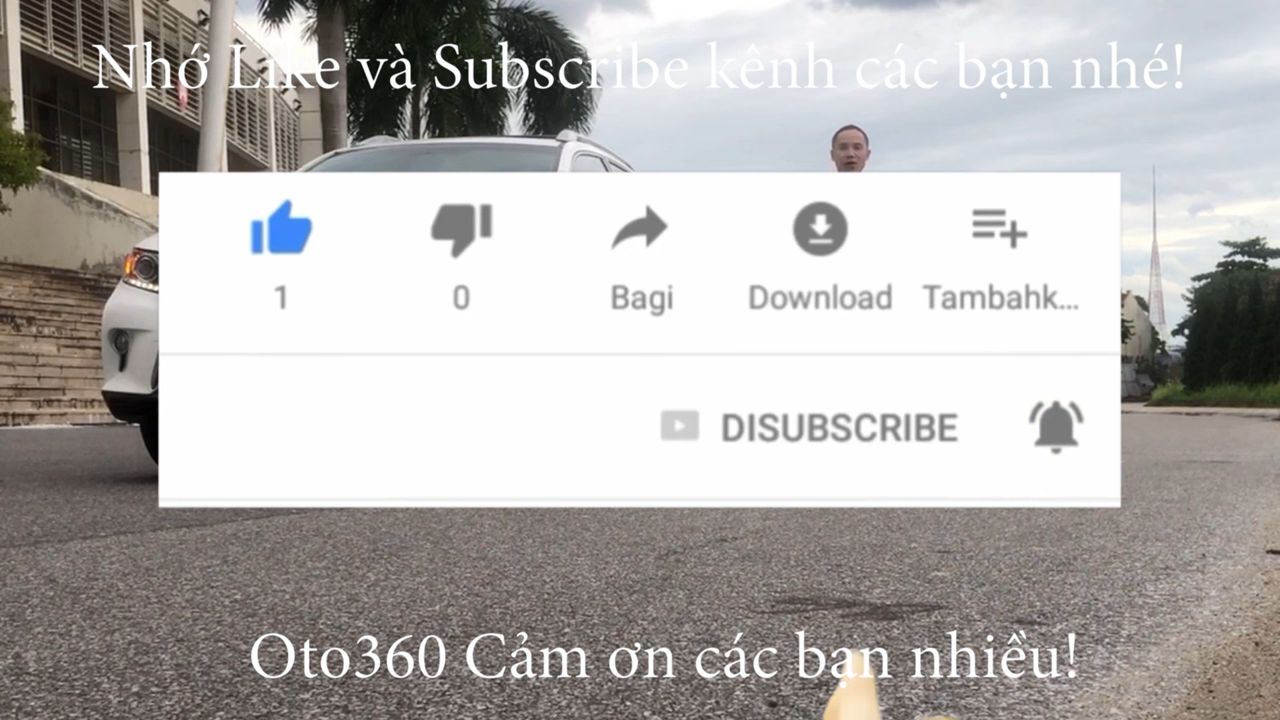 Nhớ Like và Subscribe kênh các bạn nhé!
1 0 Bagi Download Tambahk...
DISUBSCRIBE
Oto360 Cảm ơn các bạn nhiều!